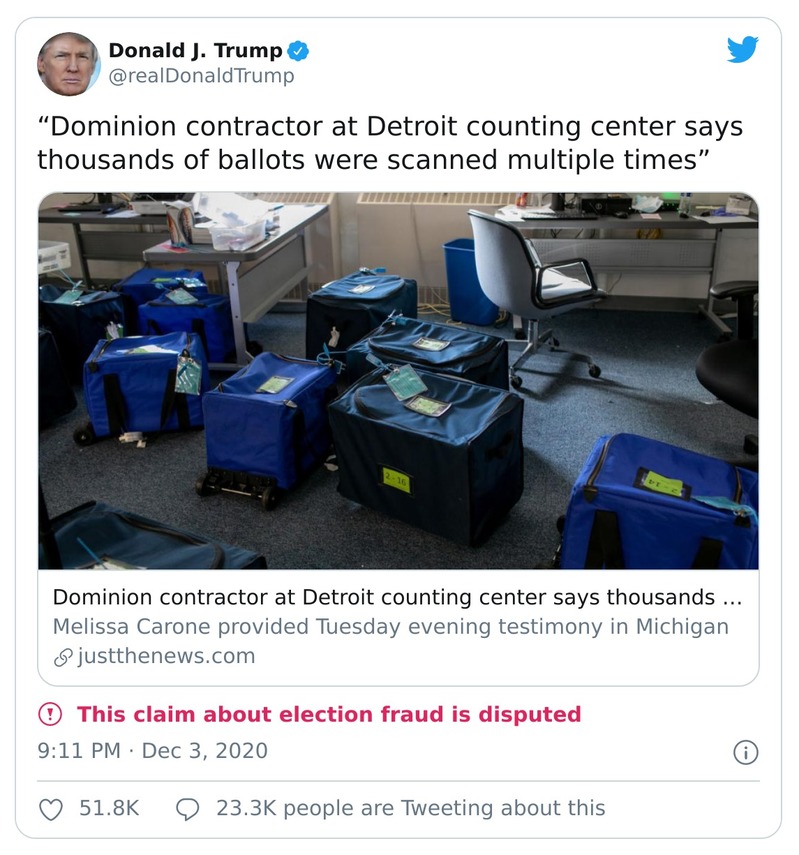 Donald J. Trump
@realDonaldTrump
“Dominion contractor at Detroit counting center says
thousands of ballots were scanned multiple times”
2-16
Dominion contractor at Detroit counting center says thousands ...
Melissa Carone provided Tuesday evening testimony in Michigan
justthenews.com
This claim about election fraud is disputed
9:11 PM · Dec 3, 2020
51.8K 23.3K people are Tweeting about this